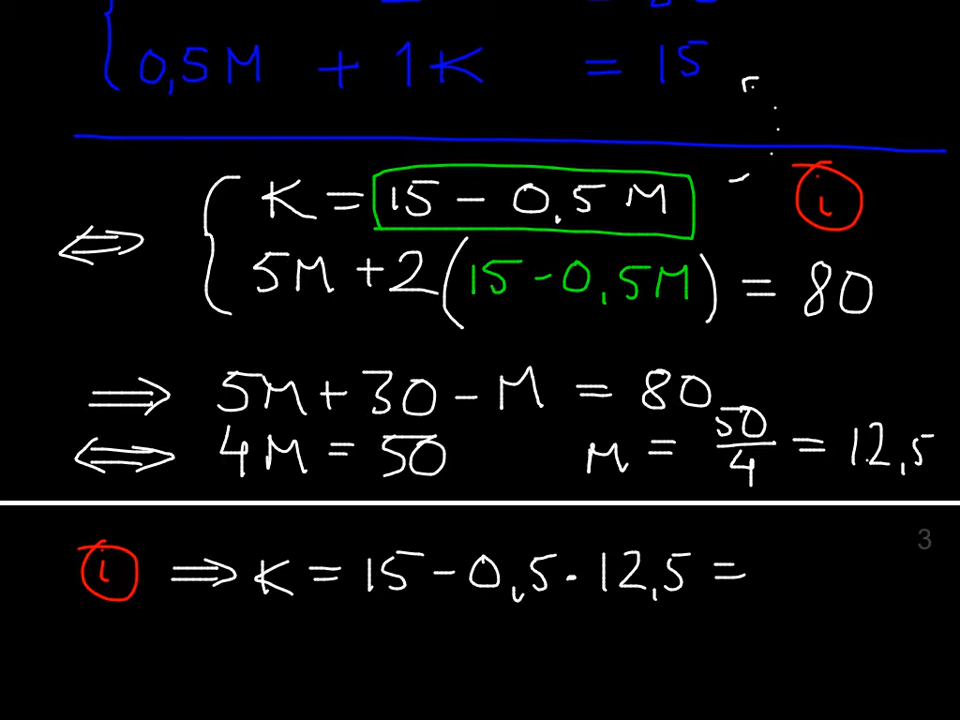 0,5M + 1K = 15
⇔ K = 15 - 0,5M (i)
5M + 2(15 - 0,5M) = 80
⇒ 5M + 30 - M = 80
⇔ 4M = 50 M = 50/4 = 12,5
3
(i) ⇒ K = 15 - 0,5 · 12,5 =